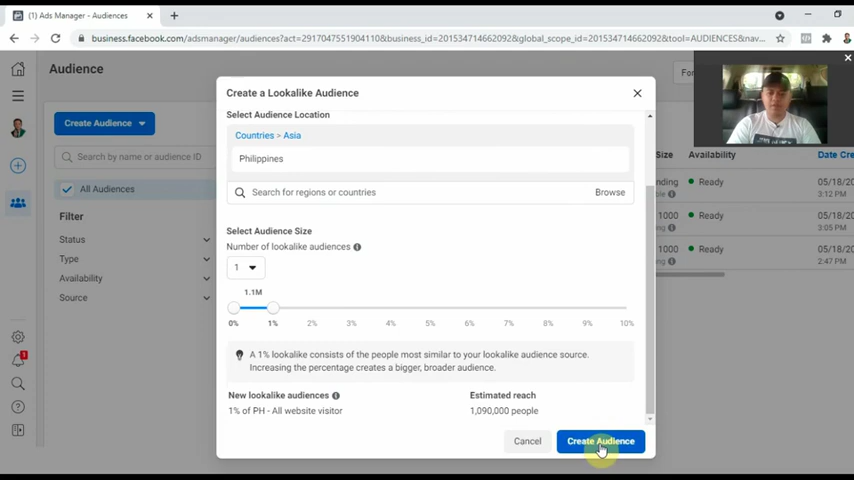 (1) Ads Manager - Audiences
business.facebook.com/adsmanager/audiences?act=2917047551904110&business_id=201534714662092&global_scope_id=201534714662092&tool=AUDIENCES&nav...
Audience
Create Audience
Search by name or audience ID
All Audiences
Filter
Status
Type
Availability
Source
1
Create a Lookalike Audience
Select Audience Location
Countries > Asia
Philippines
Search for regions or countries
Browse
Select Audience Size
Number of lookalike audiences
1
1.1M
0% 1% 2% 3% 4% 5% 6% 7% 8% 9% 10%
A 1% lookalike consists of the people most similar to your lookalike audience source.
Increasing the percentage creates a bigger, broader audience.
New lookalike audiences
Estimated reach
1% of PH - All website visitor
1,090,000 people
Cancel
Create Audience
Size Availability Date Cre
Ready 05/18/20
3:12 PM
1000 Ready 05/18/20
3:05 PM
1000 Ready 05/18/20
2:47 PM